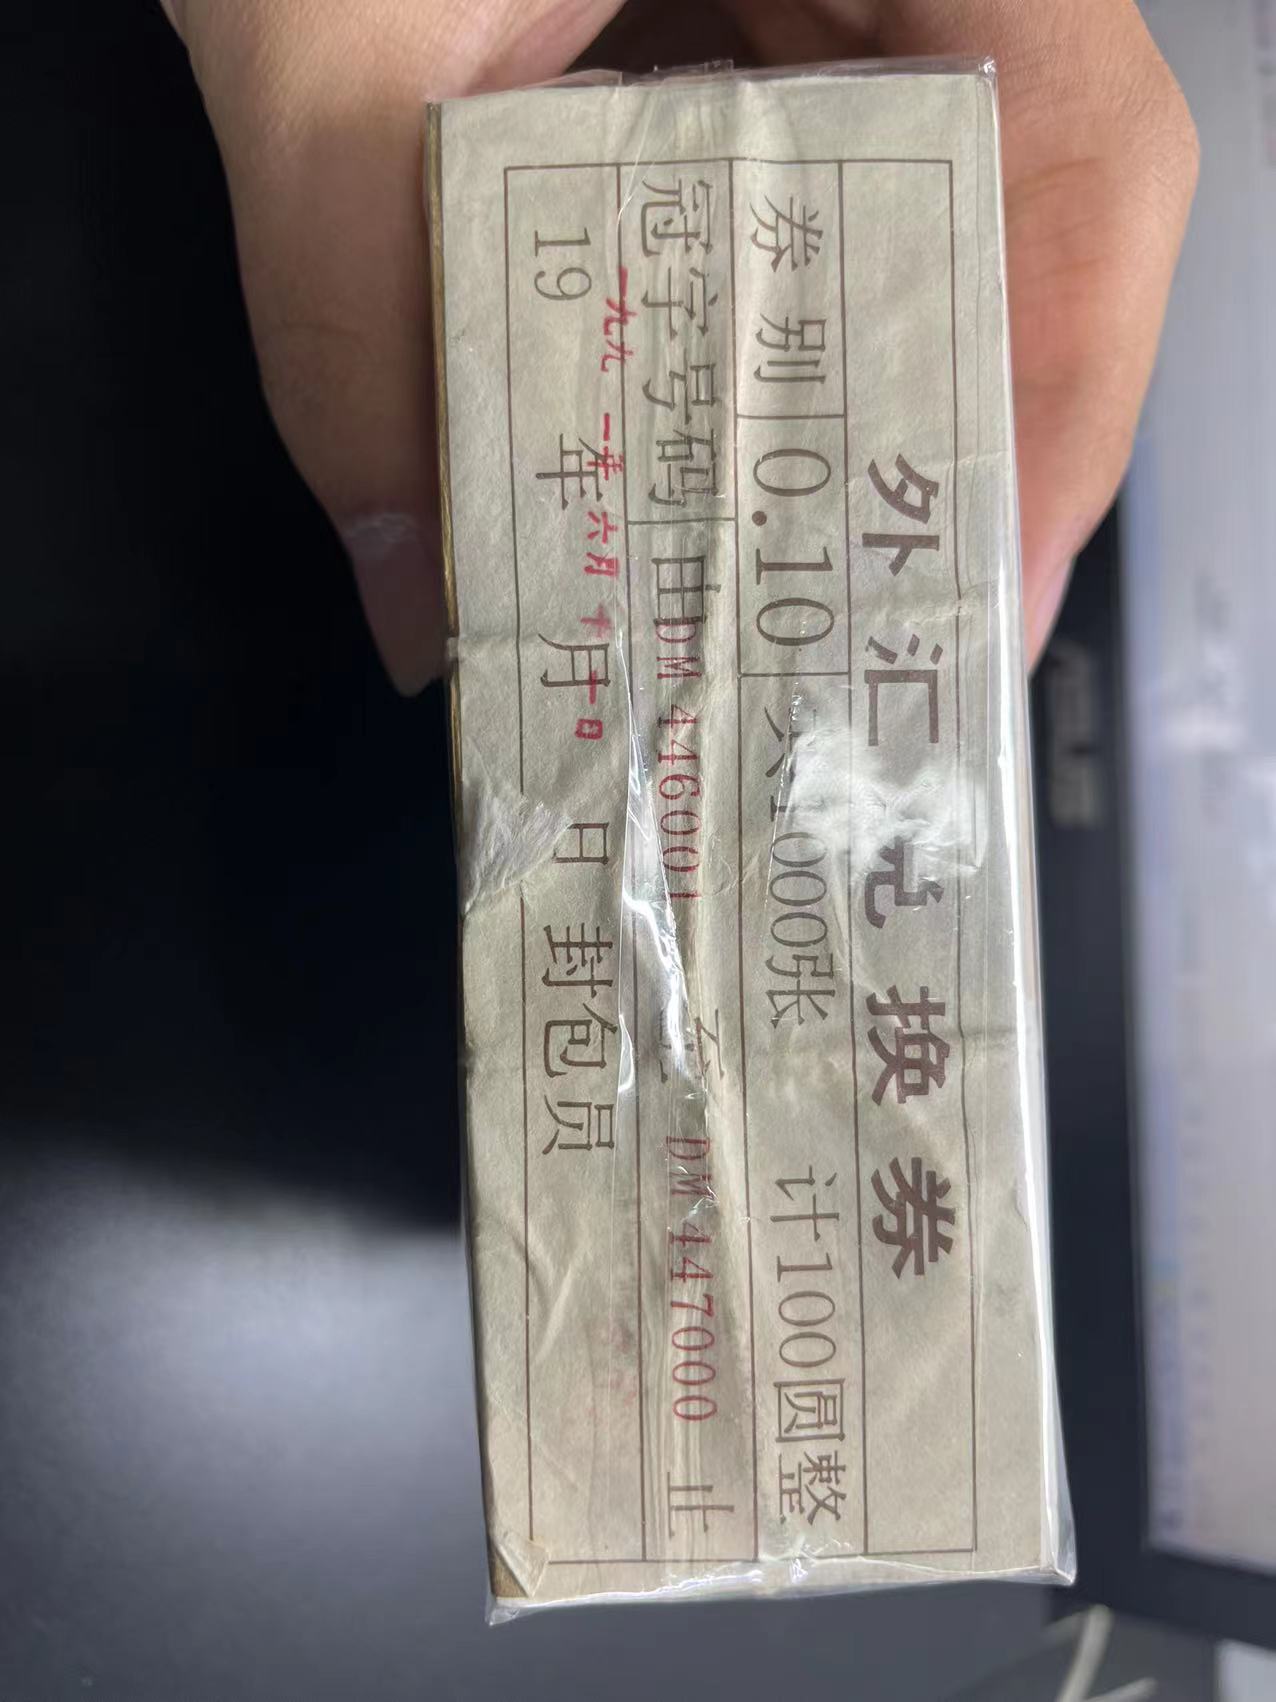 外汇兑换券
券别 0.10 共1000张 计100圆整
冠字号码 由DM 446001 至 DM 447000 止
一九九一年六月十一日
19 年 月 日 封包员